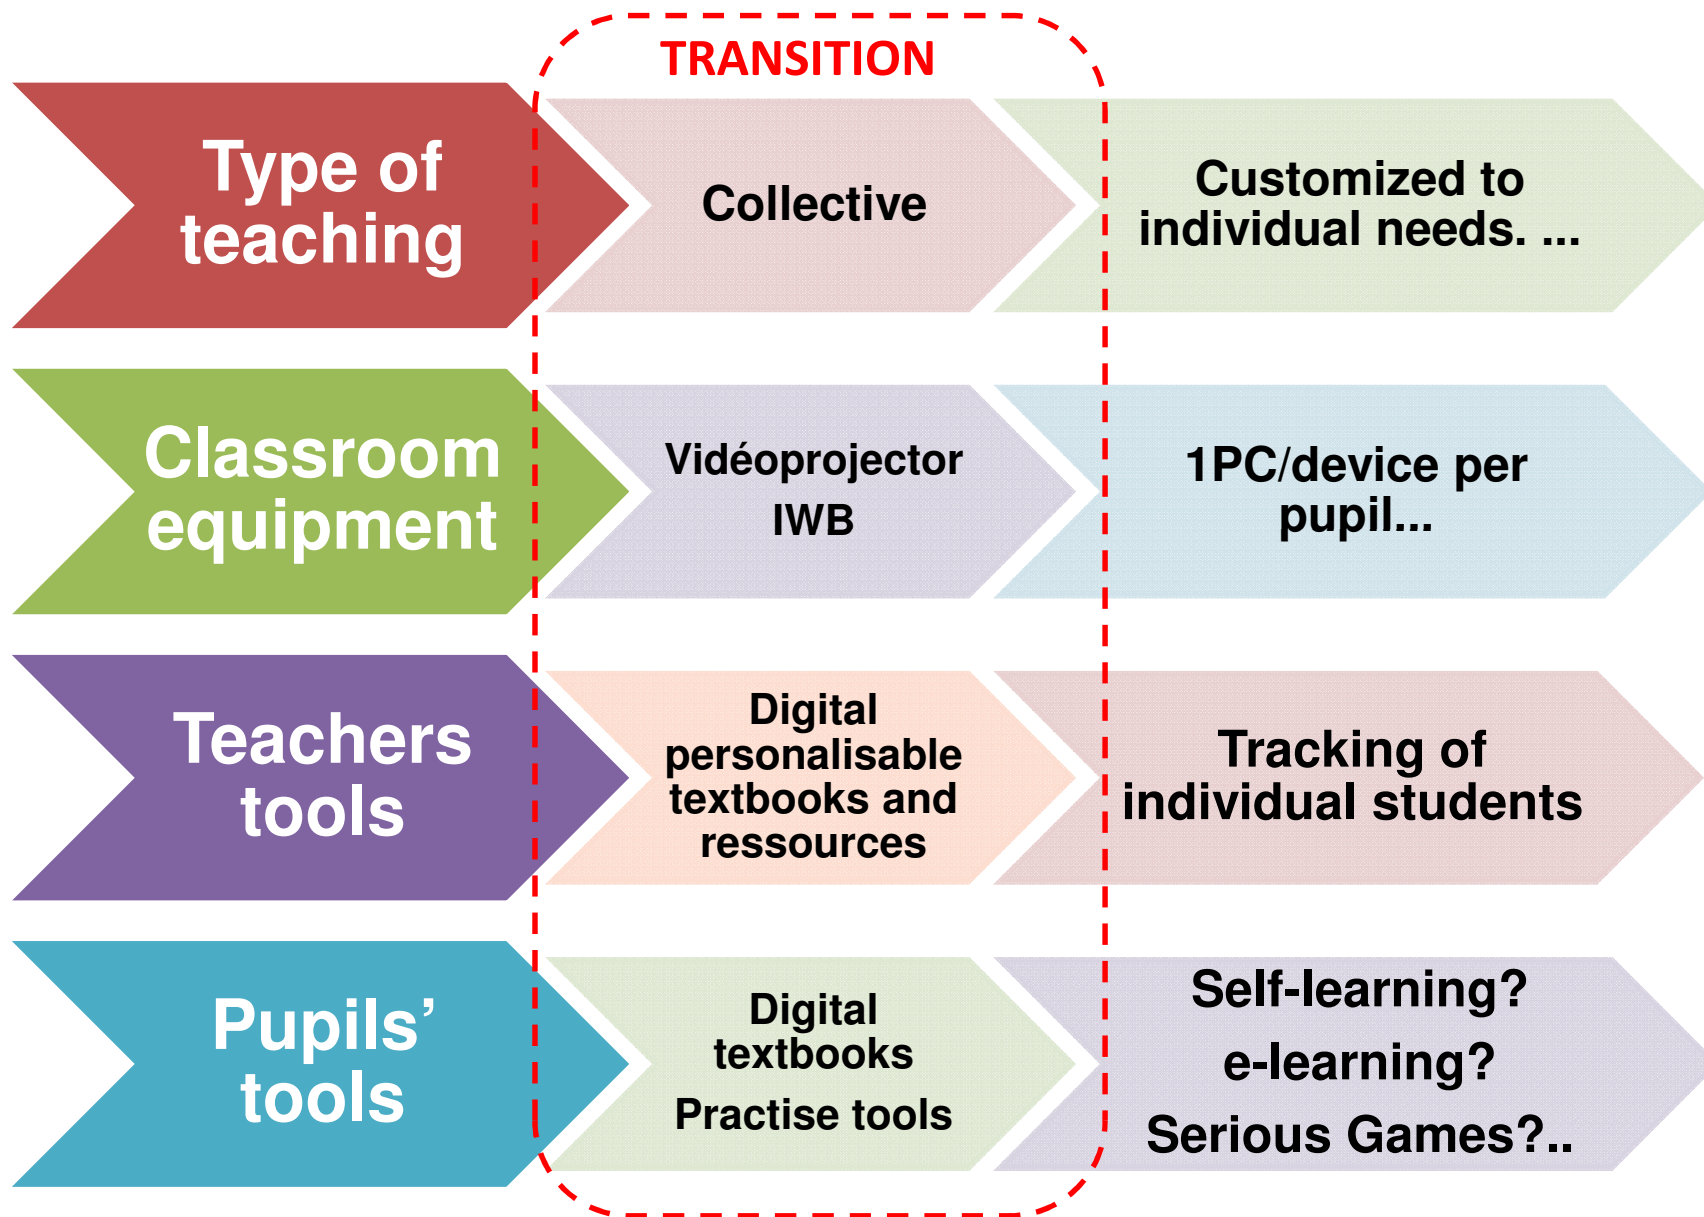 TRANSITION
Type of
teaching
Collective
Customized to
individual needs. ...
Classroom
equipment
Vidéoprojector
IWB
1PC/device per
pupil...
Teachers
tools
Digital
personalisable
textbooks and
ressources
Tracking of
individual students
Pupils’
tools
Digital
textbooks
Practise tools
Self-learning?
e-learning?
Serious Games?..